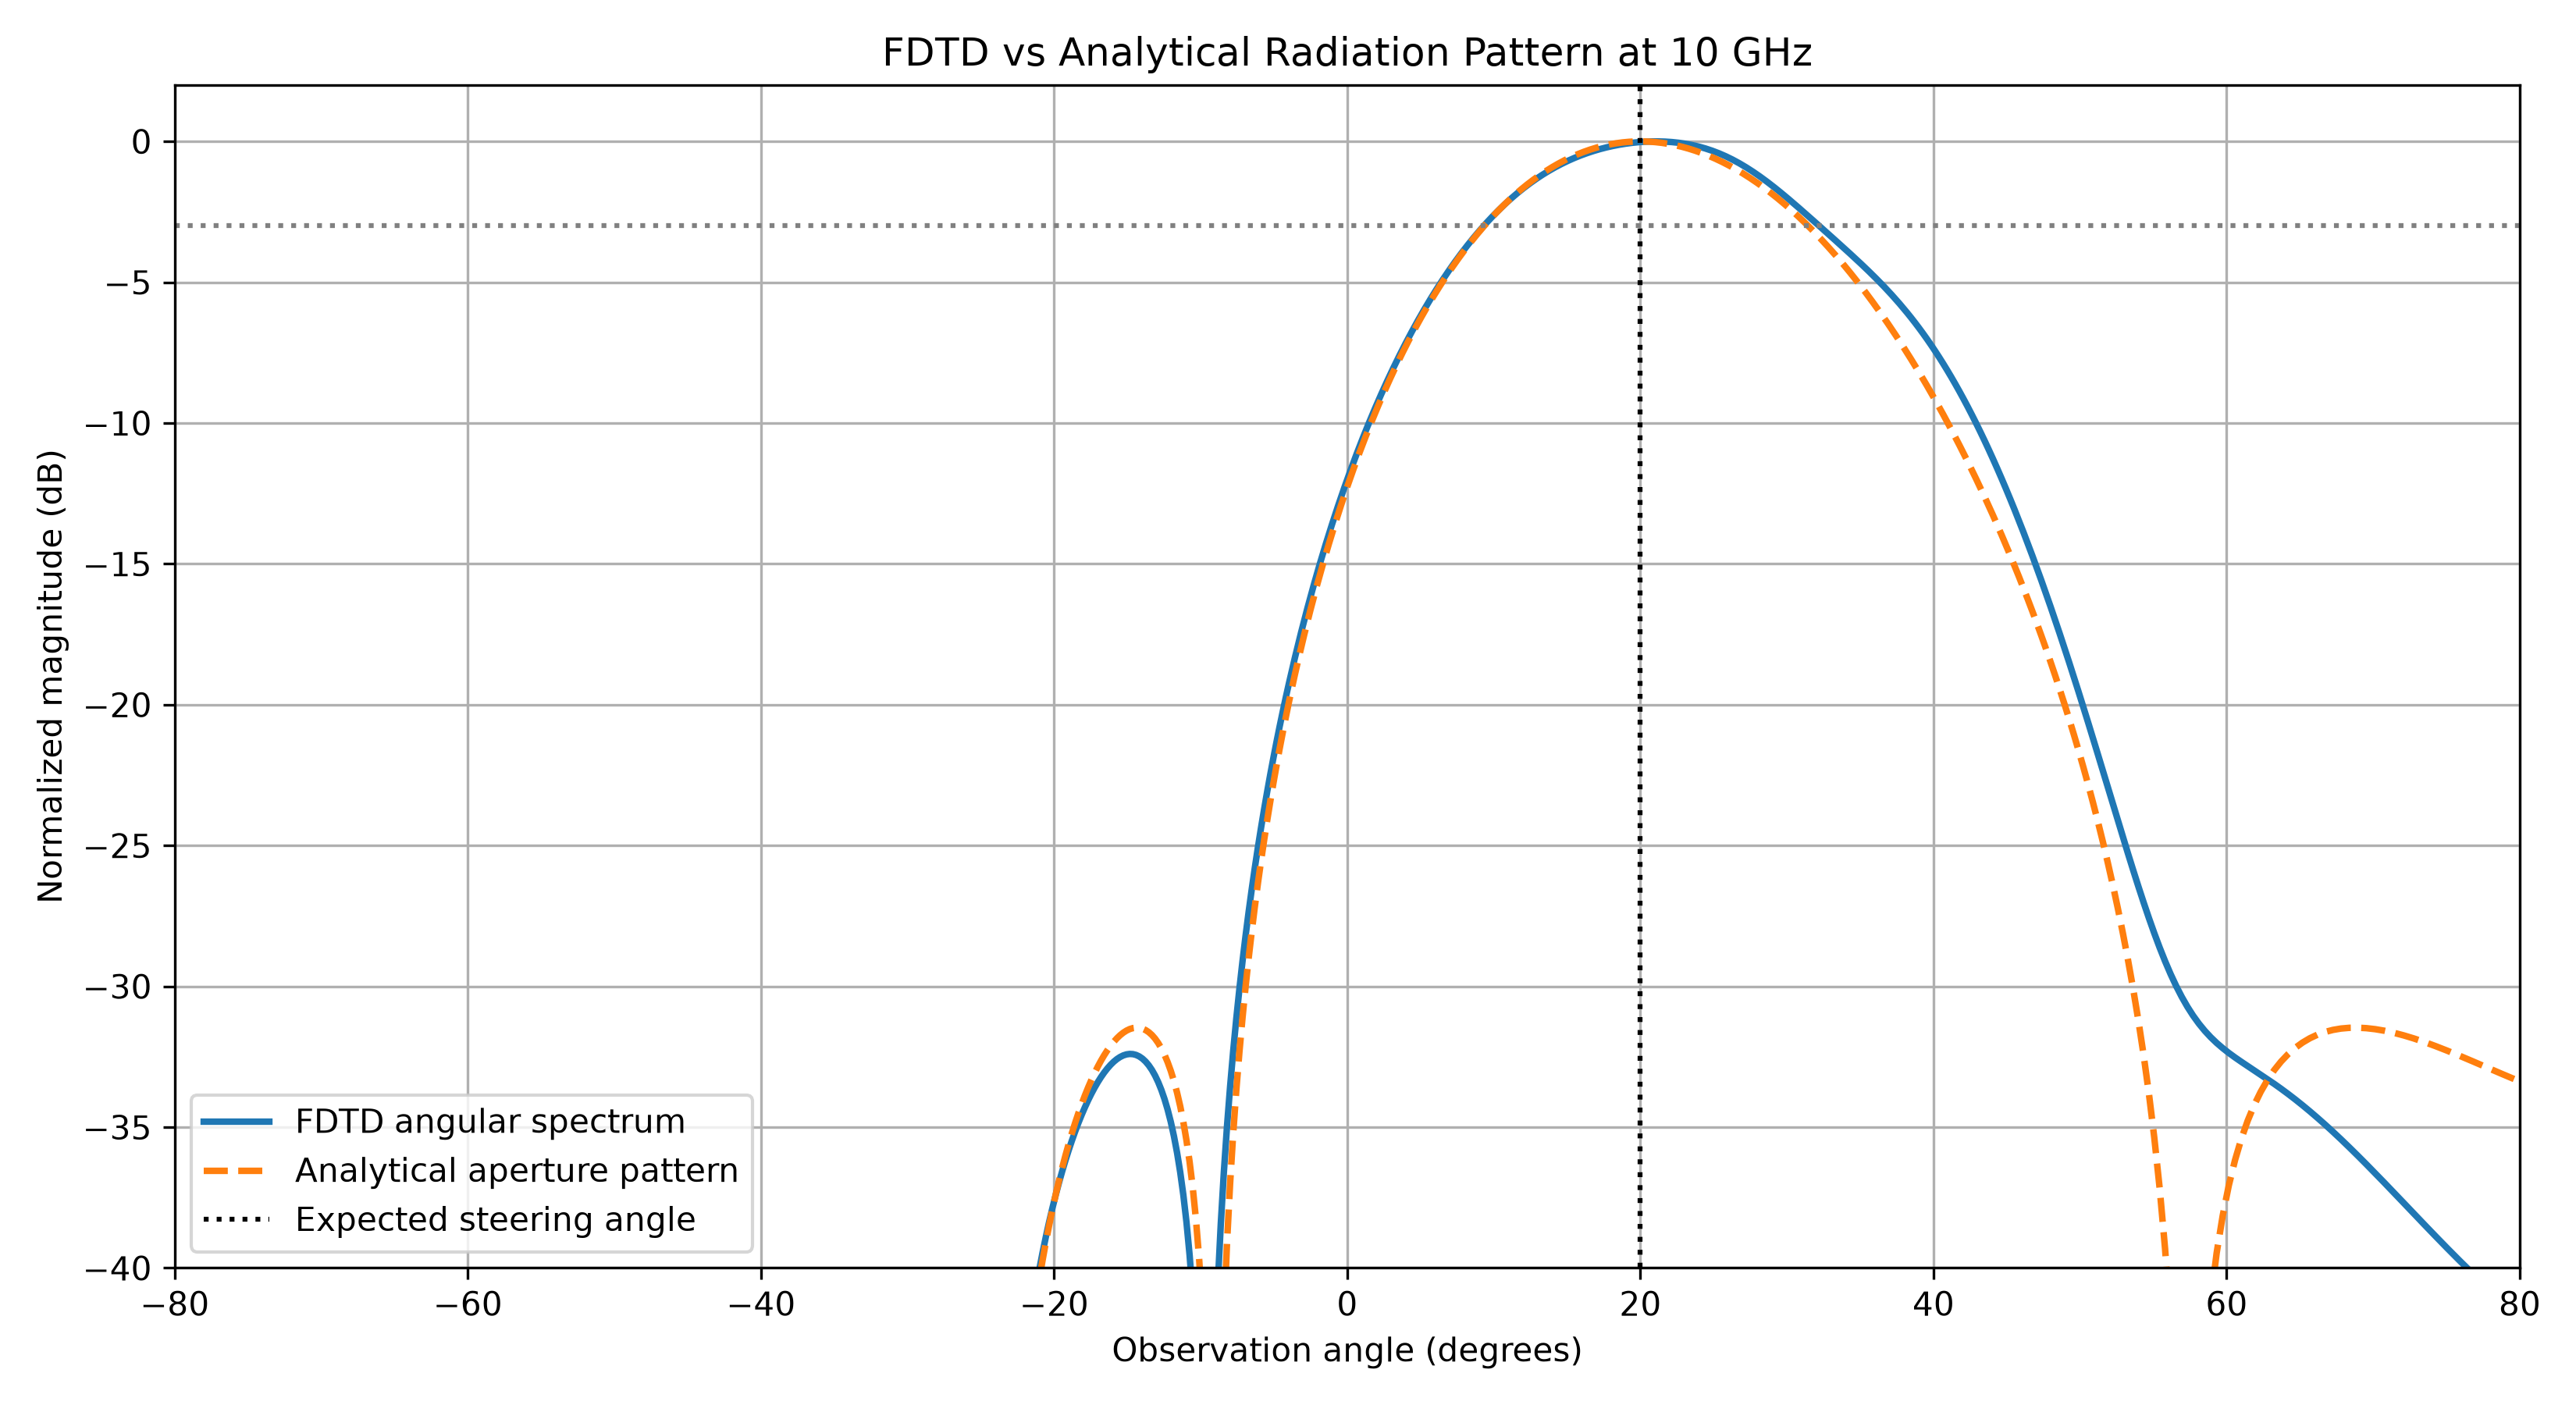 FDTD vs Analytical Radiation Pattern at 10 GHz
Normalized magnitude (dB)
0
−5
−10
−15
−20
−25
−30
−35
−40
FDTD angular spectrum
Analytical aperture pattern
Expected steering angle
−80 −60 −40 −20 0 20 40 60 80
Observation angle (degrees)